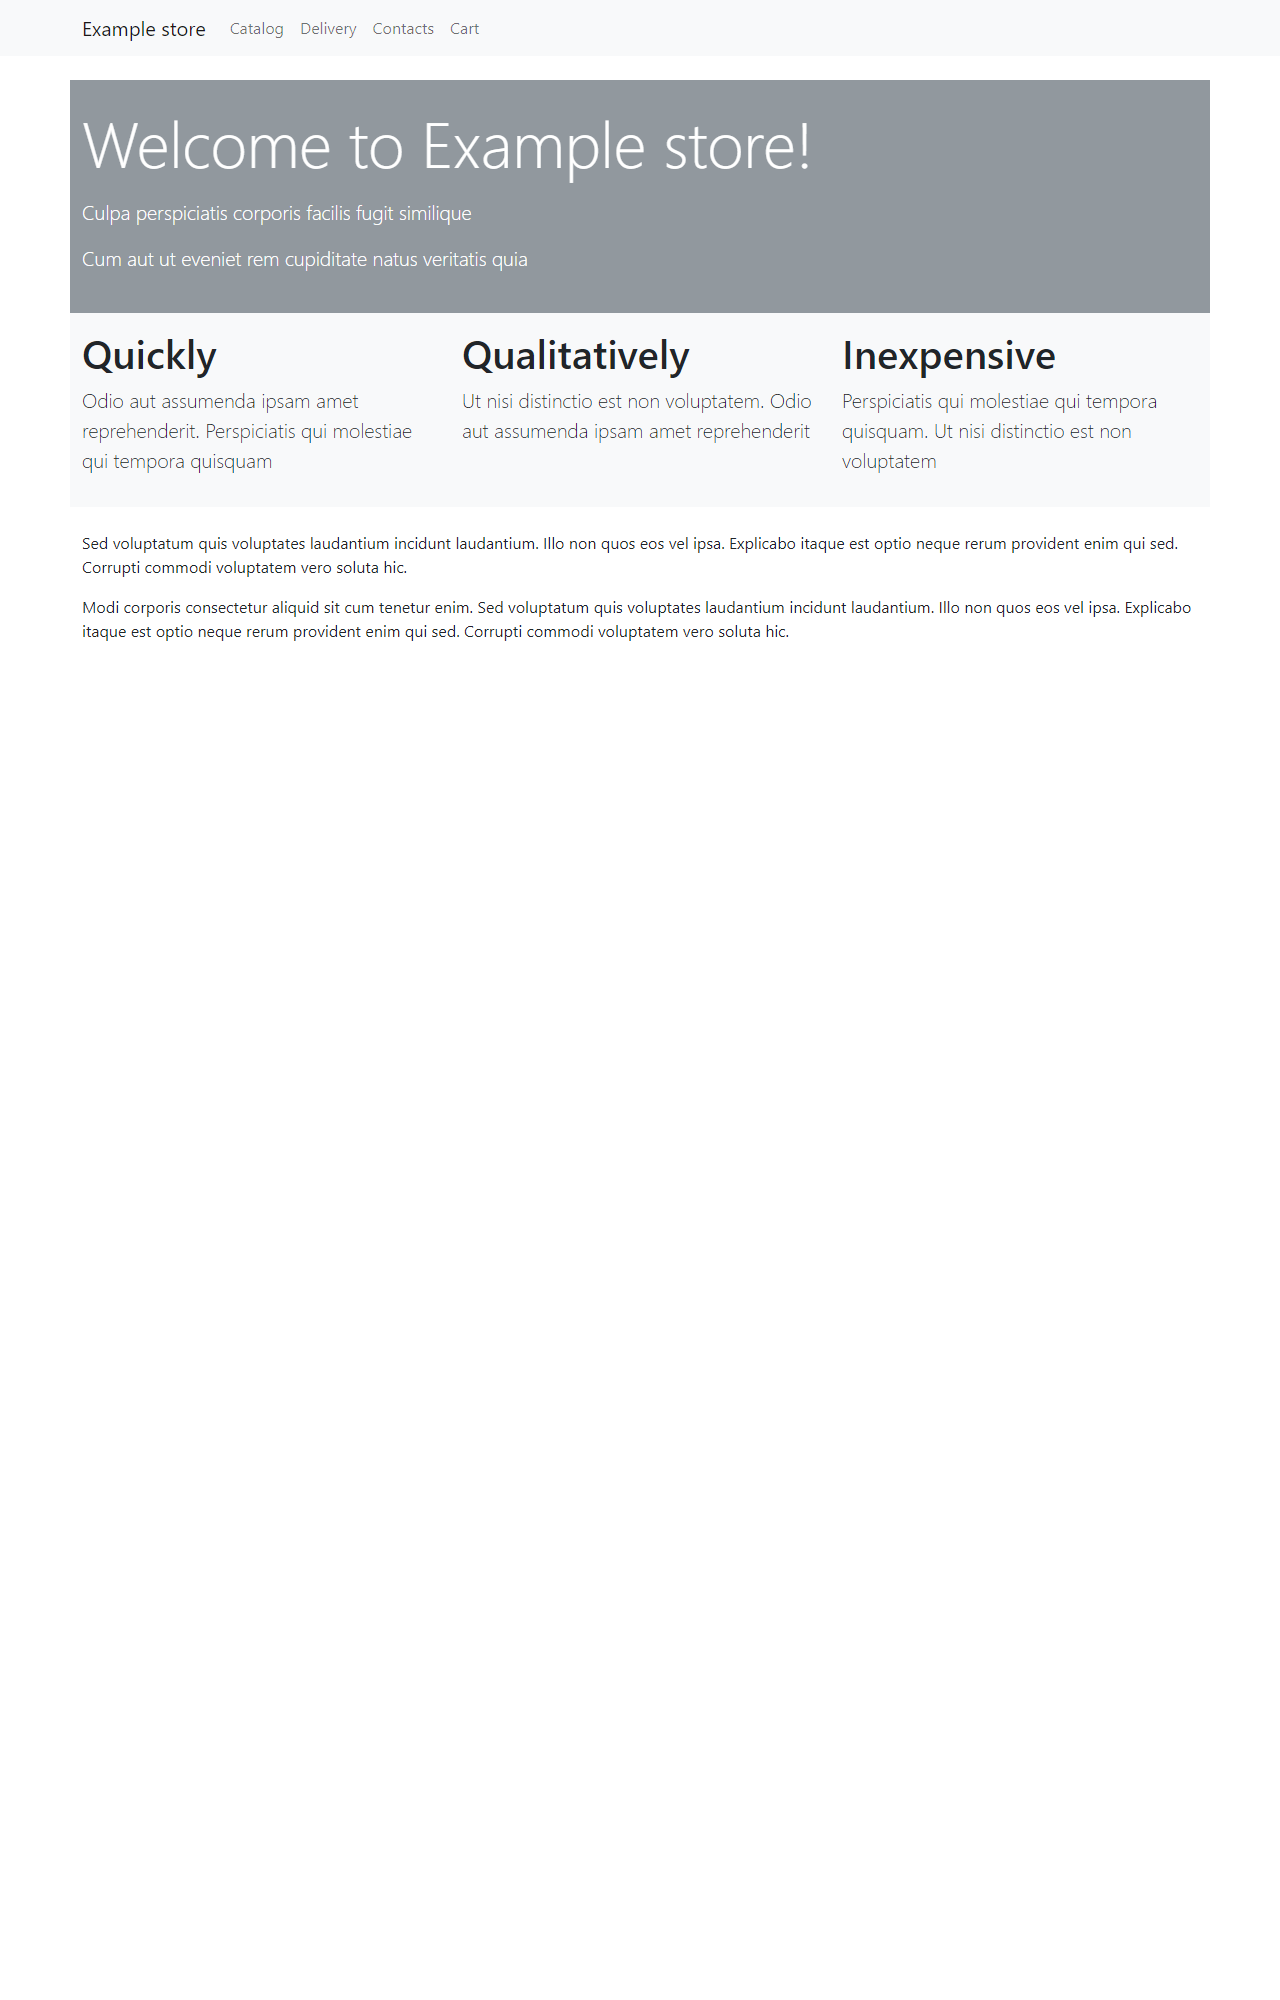 Example store Catalog Delivery Contacts Cart
Welcome to Example store!
Culpa perspiciatis corporis facilis fugit similique
Cum aut ut eveniet rem cupiditate natus veritatis quia
Quickly
Odio aut assumenda ipsam amet
reprehenderit. Perspiciatis qui molestiae
qui tempora quisquam
Qualitatively
Ut nisi distinctio est non voluptatem. Odio
aut assumenda ipsam amet reprehenderit
Inexpensive
Perspiciatis qui molestiae qui tempora
quisquam. Ut nisi distinctio est non
voluptatem
Sed voluptatum quis voluptates laudantium incidunt laudantium. Illo non quos eos vel ipsa. Explicabo itaque est optio neque rerum provident enim qui sed.
Corrupti commodi voluptatem vero soluta hic.
Modi corporis consectetur aliquid sit cum tenetur enim. Sed voluptatum quis voluptates laudantium incidunt laudantium. Illo non quos eos vel ipsa. Explicabo
itaque est optio neque rerum provident enim qui sed. Corrupti commodi voluptatem vero soluta hic.